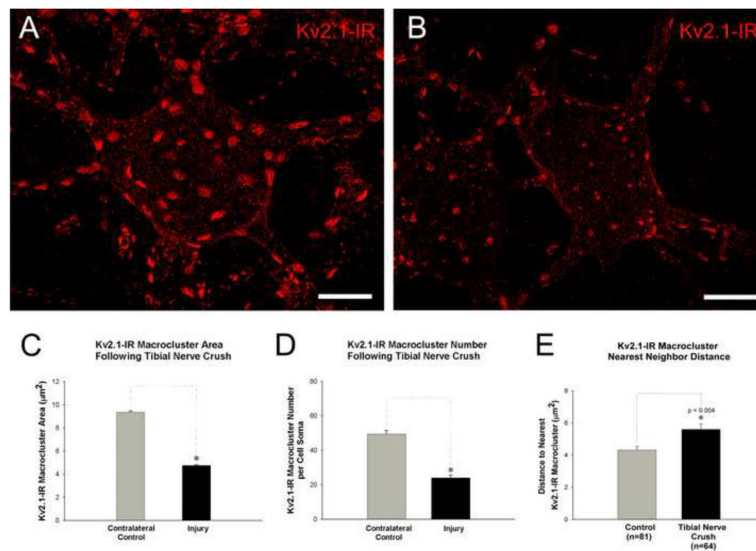 A
Kv2.1-IR
B
Kv2.1-IR
C
Kv2.1-IR Macrocluster Area
Following Tibial Nerve Crush
Kv2.1-IR Macrocluster Area (μm²)
12
10
8
6
4
2
0
*
Contralateral
Control
Injury
D
Kv2.1-IR Macrocluster Number
Following Tibial Nerve Crush
Kv2.1-IR Macrocluster Number
per Cell Soma
80
60
40
20
0
*
Contralateral
Control
Injury
E
Kv2.1-IR Macrocluster
Nearest Neighbor Distance
Distance to Nearest
Kv2.1-IR Macrocluster (μm²)
8
6
4
2
0
p = 0.004
*
Control
(n=81)
Tibial Nerve
Crush
(n=64)